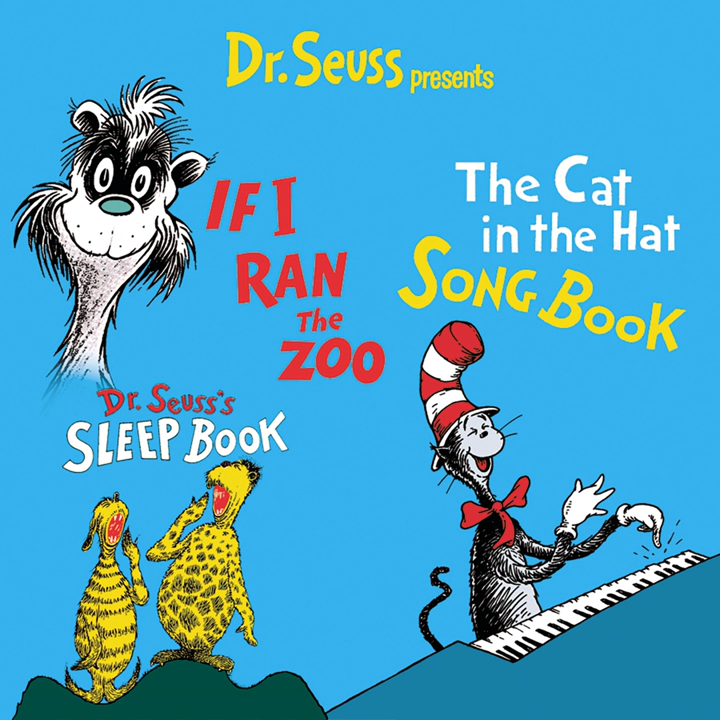 Dr. Seuss presents
IF I
RAN
The
ZOO
The Cat
in the Hat
SONG BOOK
Dr. Seuss's
SLEEP BOOK